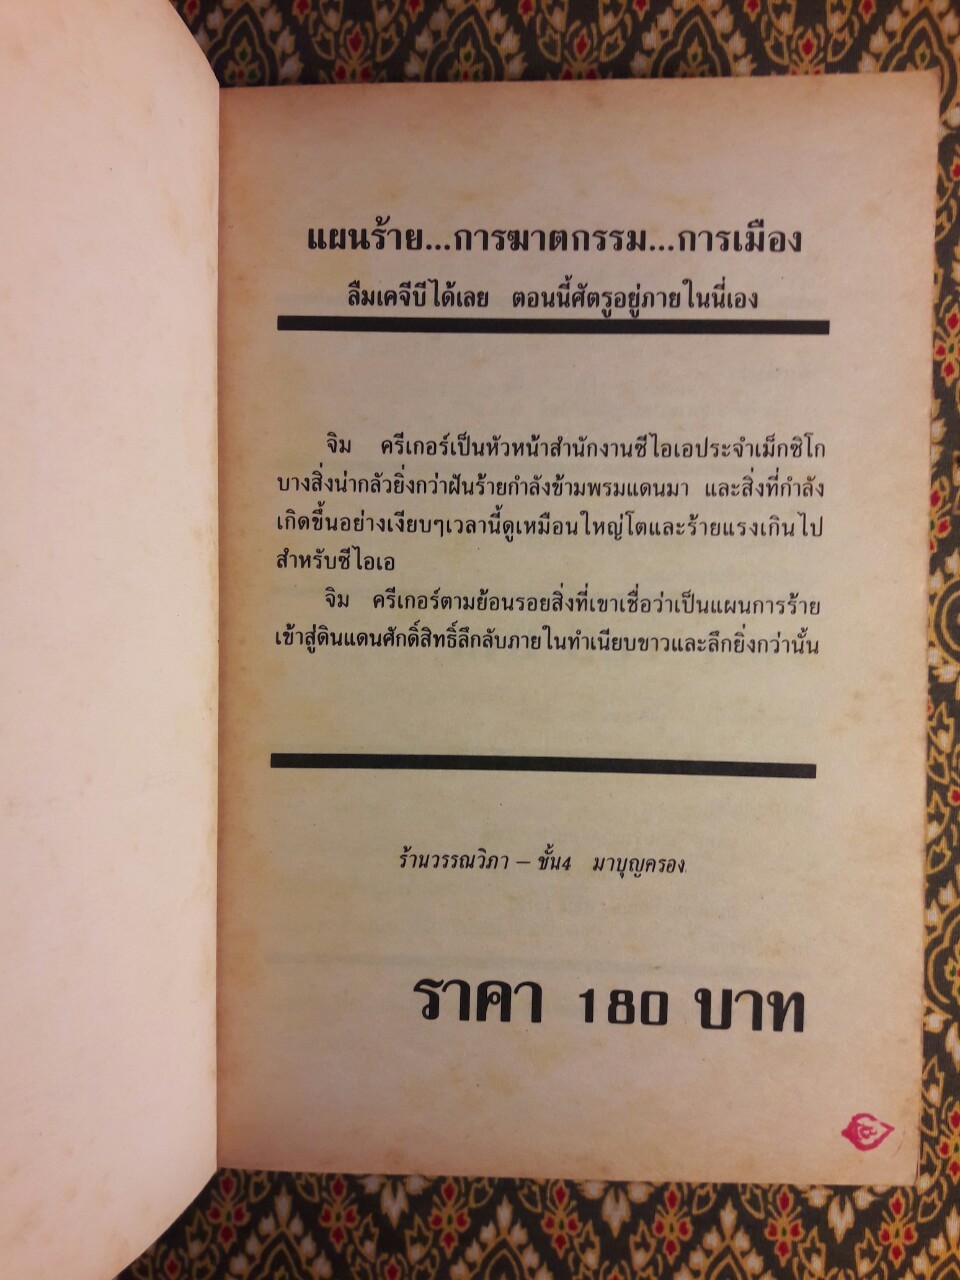 แผนร้าย...การฆาตกรรม...การเมือง
ลืมเคจีบีได้เลย ตอนนี้ศัตรูอยู่ภายในนี่เอง
จิม ครีเกอร์เป็นหัวหน้าสำนักงานซีไอเอประจำเม็กซิโก
บางสิ่งน่ากลัวยิ่งกว่าฝันร้ายกำลังข้ามพรมแดนมา และสิ่งที่กำลัง
เกิดขึ้นอย่างเงียบๆเวลานี้ดูเหมือนใหญ่โตและร้ายแรงเกินไป
สำหรับซีไอเอ
จิม ครีเกอร์ตามย้อนรอยสิ่งที่เขาเชื่อว่าเป็นแผนการร้าย
เข้าสู่ดินแดนศักดิ์สิทธิ์ลึกลับภายในทำเนียบขาวและลึกยิ่งกว่านั้น
ร้านวรรณวิภา – ชั้น4 มาบุญครอง
ราคา 180 บาท